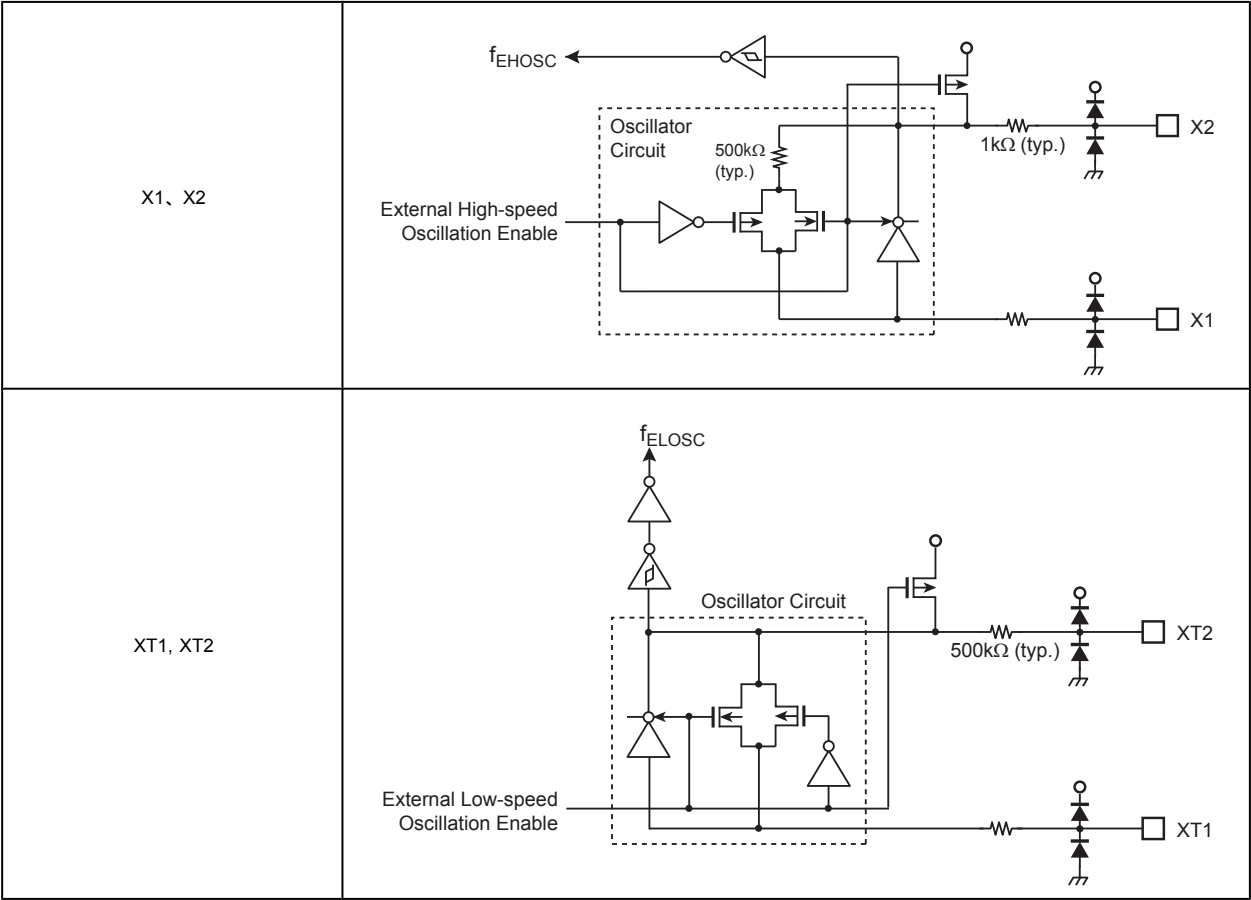 X1、X2
fEHOSC
Oscillator
Circuit
500kΩ
(typ.)
1kΩ (typ.)
X2
External High-speed
Oscillation Enable
X1
XT1, XT2
fELOSC
Oscillator Circuit
500kΩ (typ.)
XT2
External Low-speed
Oscillation Enable
XT1